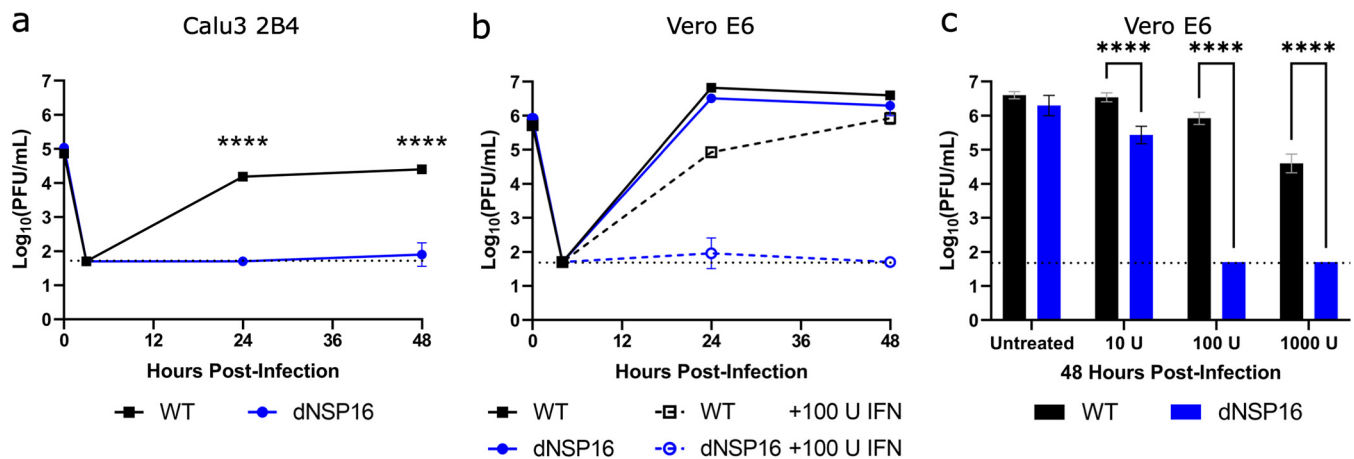 a Calu3 2B4
Log10(PFU/mL)
7
6
5
4
3
2
1
0
**** ****
0 12 24 36 48
Hours Post-Infection
WT dNSP16
b Vero E6
Log10(PFU/mL)
7
6
5
4
3
2
1
0
0 12 24 36 48
Hours Post-Infection
WT WT +100 U IFN
dNSP16 dNSP16 +100 U IFN
c Vero E6
**** **** ****
Log10(PFU/mL)
7
6
5
4
3
2
1
0
Untreated 10 U 100 U 1000 U
48 Hours Post-Infection
WT dNSP16